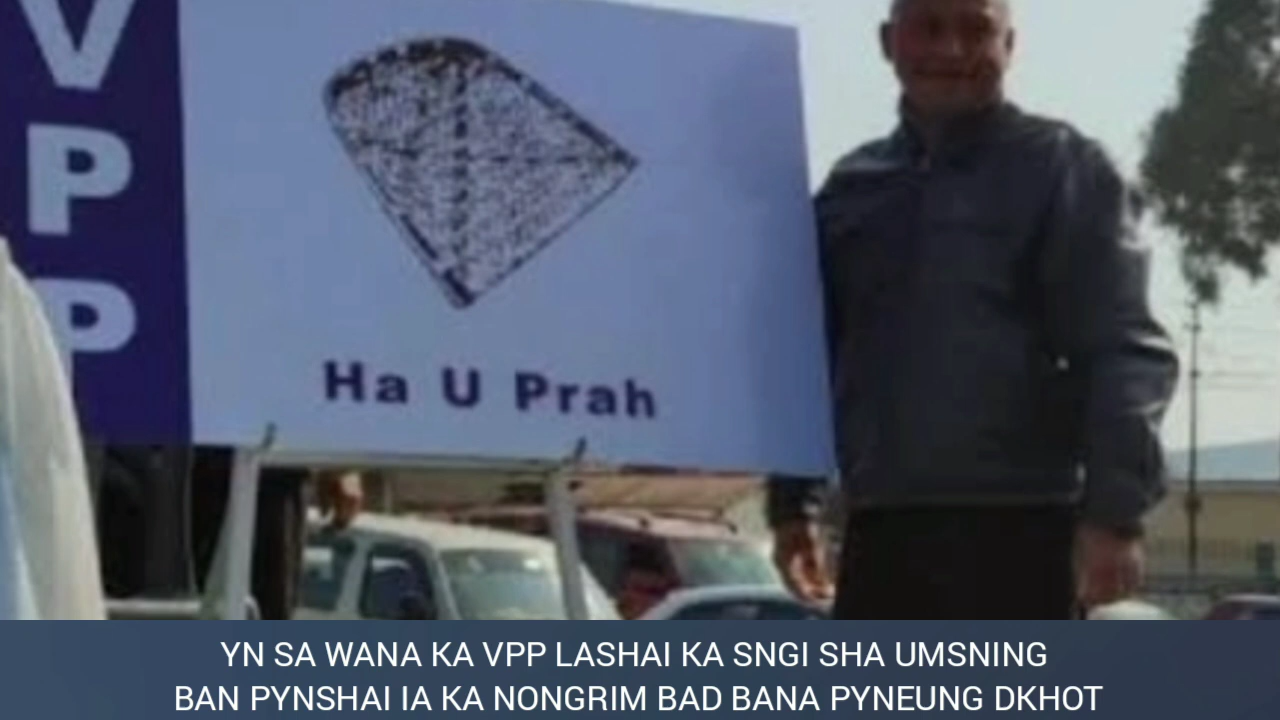 VPP
Ha U Prah
YN SA WANA KA VPP LASHAI KA SNGI SHA UMSNING
BAN PYNSHAI IA KA NONGRIM BAD BANA PYNEUNG DKHOT